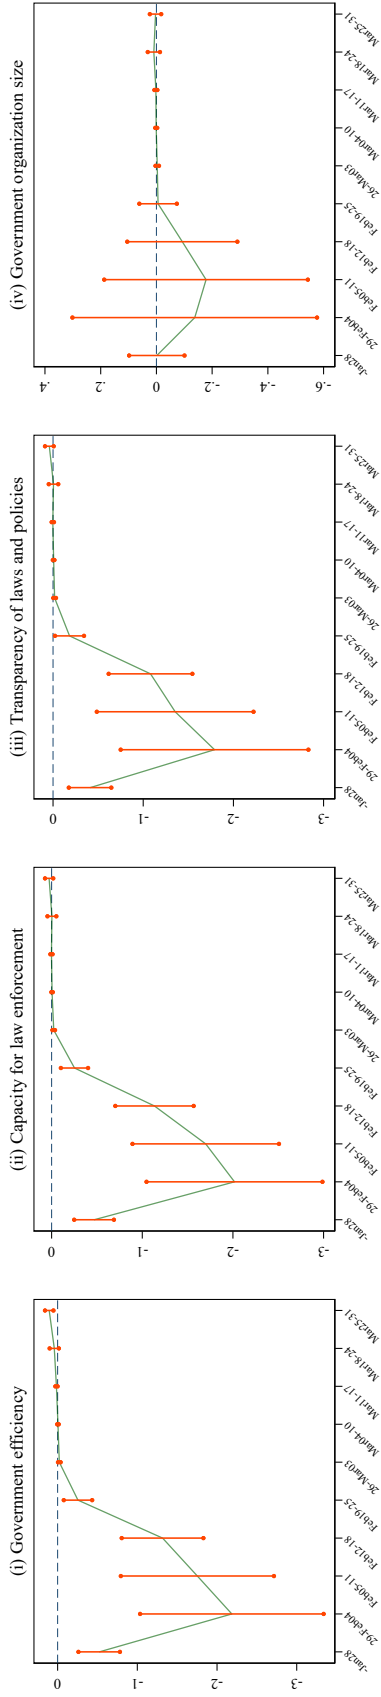 (i) Government efficiency
0
-1
-2
-3
-Jan28
29-Feb04
Feb05-11
Feb12-18
Feb19-25
26-Mar03
Mar04-10
Mar11-17
Mar18-24
Mar25-31
(ii) Capacity for law enforcement
0
-1
-2
-3
-Jan28
29-Feb04
Feb05-11
Feb12-18
Feb19-25
26-Mar03
Mar04-10
Mar11-17
Mar18-24
Mar25-31
(iii) Transparency of laws and policies
0
-1
-2
-3
-Jan28
29-Feb04
Feb05-11
Feb12-18
Feb19-25
26-Mar03
Mar04-10
Mar11-17
Mar18-24
Mar25-31
(iv) Government organization size
.4
.2
0
-.2
-.4
-.6
-Jan28
29-Feb04
Feb05-11
Feb12-18
Feb19-25
26-Mar03
Mar04-10
Mar11-17
Mar18-24
Mar25-31